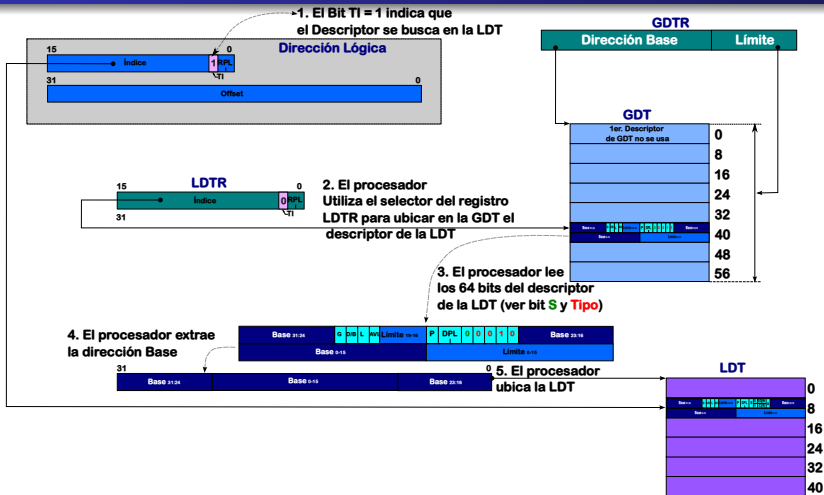 1. El Bit TI = 1 indica que
el Descriptor se busca en la LDT
Dirección Lógica
15 0
Índice 1 RPL
TI
31 0
Offset
GDTR
Dirección Base Límite
GDT
1er. Descriptor
de GDT no se usa
0
8
16
24
32
40
48
56
LDTR
15 0
Índice 0 RPL
TI
31
2. El procesador
Utiliza el selector del registro
LDTR para ubicar en la GDT el
descriptor de la LDT
3. El procesador lee
los 64 bits del descriptor
de la LDT (ver bit S y Tipo)
4. El procesador extrae
la dirección Base
Base 31:24 G D/B L AVL Límite 19:16 P DPL 0 0 0 1 0 Base 23:16
Base 0-15 Límite 0-15
31 0
Base 31:24 Base 0-15 Base 23:16
5. El procesador
ubica la LDT
LDT
0
8
16
24
32
40